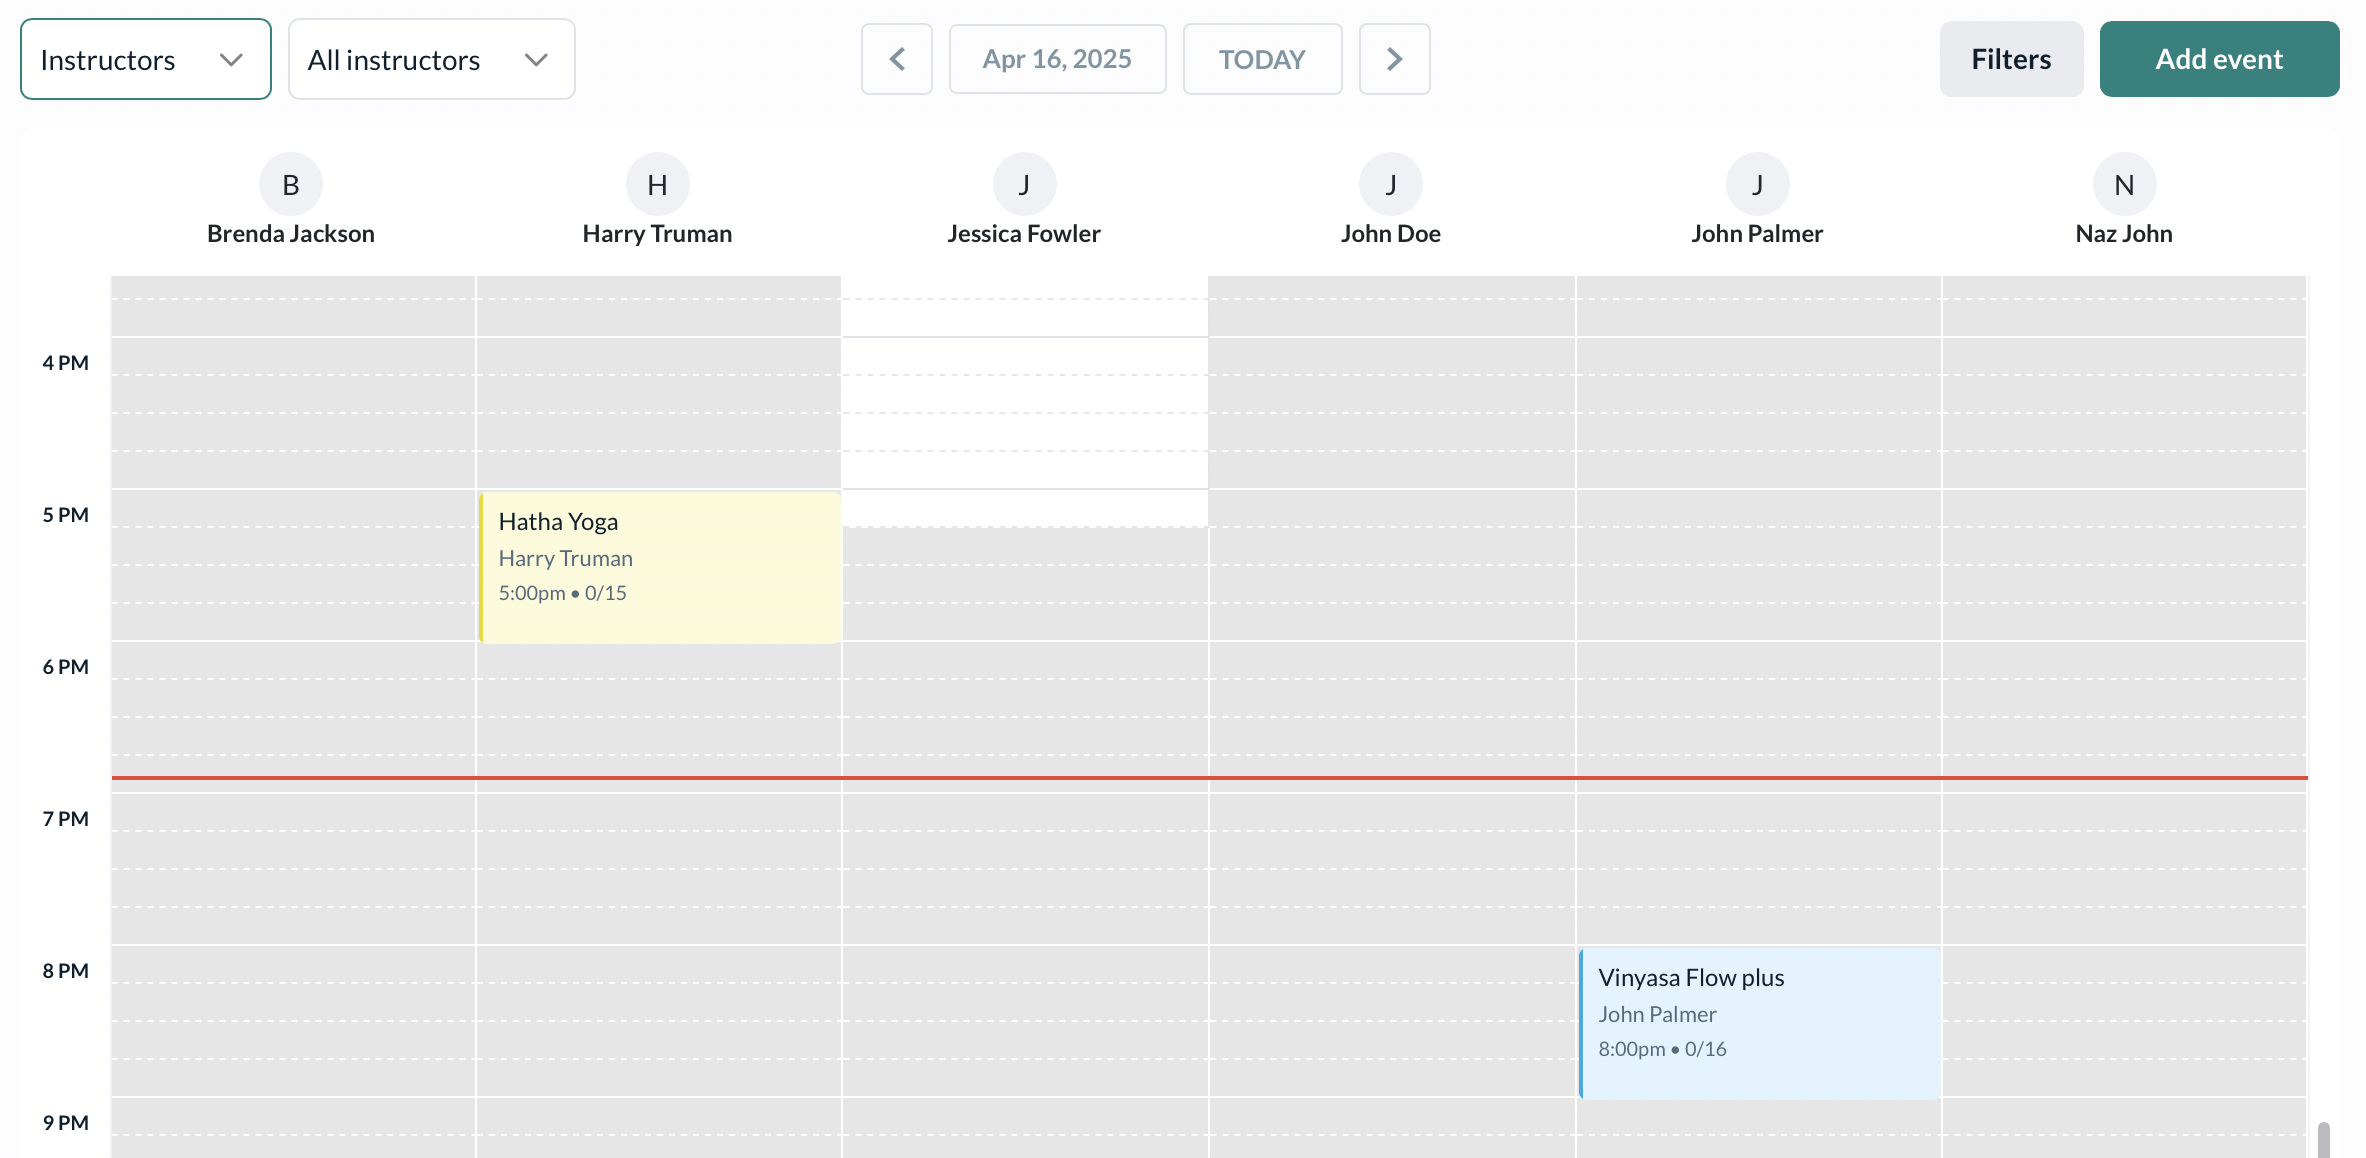 Instructors
All instructors
Apr 16, 2025
TODAY
Filters
Add event
B
H
J
J
J
N
Brenda Jackson
Harry Truman
Jessica Fowler
John Doe
John Palmer
Naz John
4 PM
5 PM
Hatha Yoga
Harry Truman
5:00pm • 0/15
6 PM
7 PM
8 PM
Vinyasa Flow plus
John Palmer
8:00pm • 0/16
9 PM